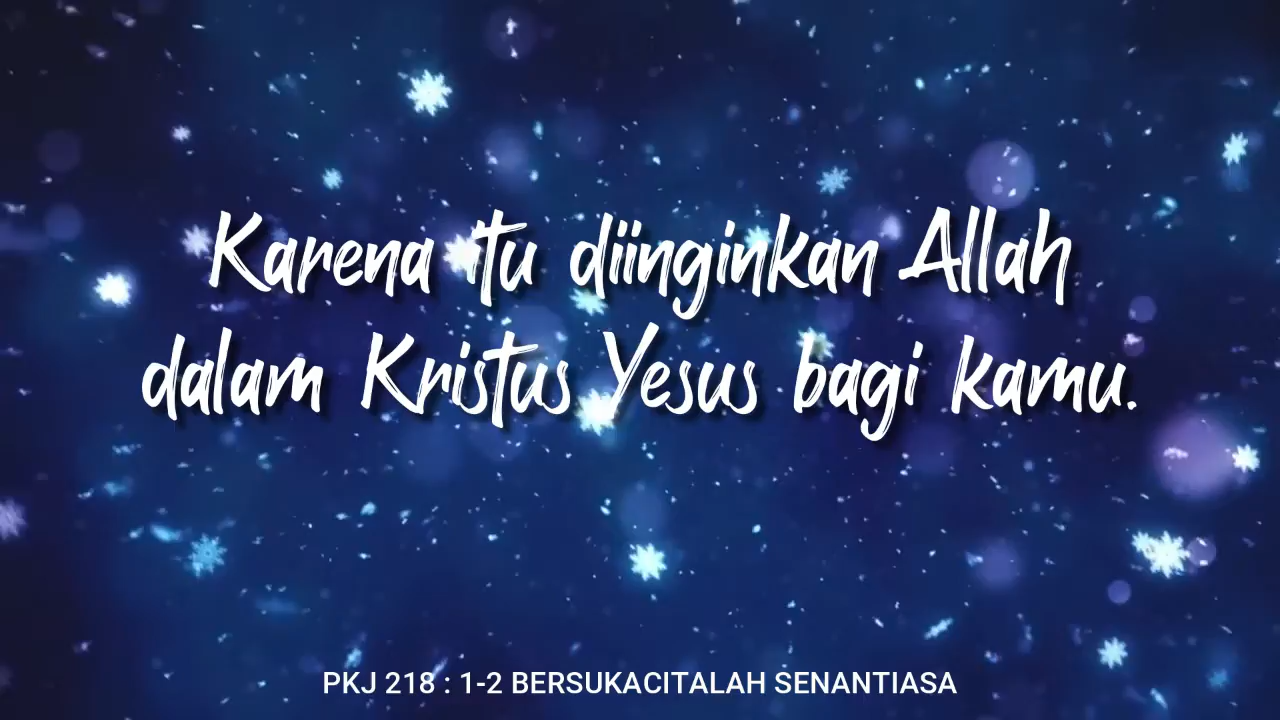 Karena itu diinginkan Allah
dalam Kristus Yesus bagi kamu.
PKJ 218 : 1-2 BERSUKACITALAH SENANTIASA